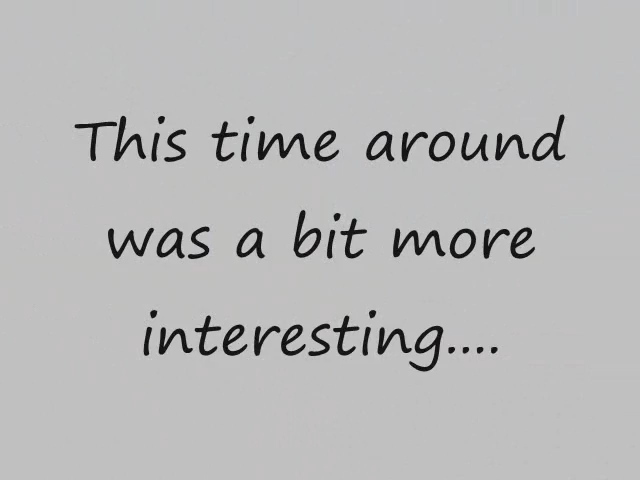 This time around
was a bit more
interesting....